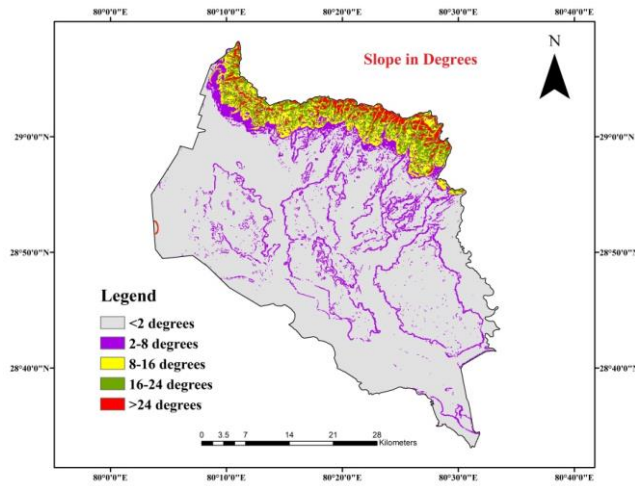 80°0'0"E 80°10'0"E 80°20'0"E 80°30'0"E 80°40'0"E
Slope in Degrees
N
29°0'0"N 29°0'0"N
28°50'0"N 28°50'0"N
Legend
<2 degrees
2-8 degrees
8-16 degrees
16-24 degrees
>24 degrees
28°40'0"N 28°40'0"N
0 3.5 7 14 21 28
Kilometers
80°0'0"E 80°10'0"E 80°20'0"E 80°30'0"E 80°40'0"E